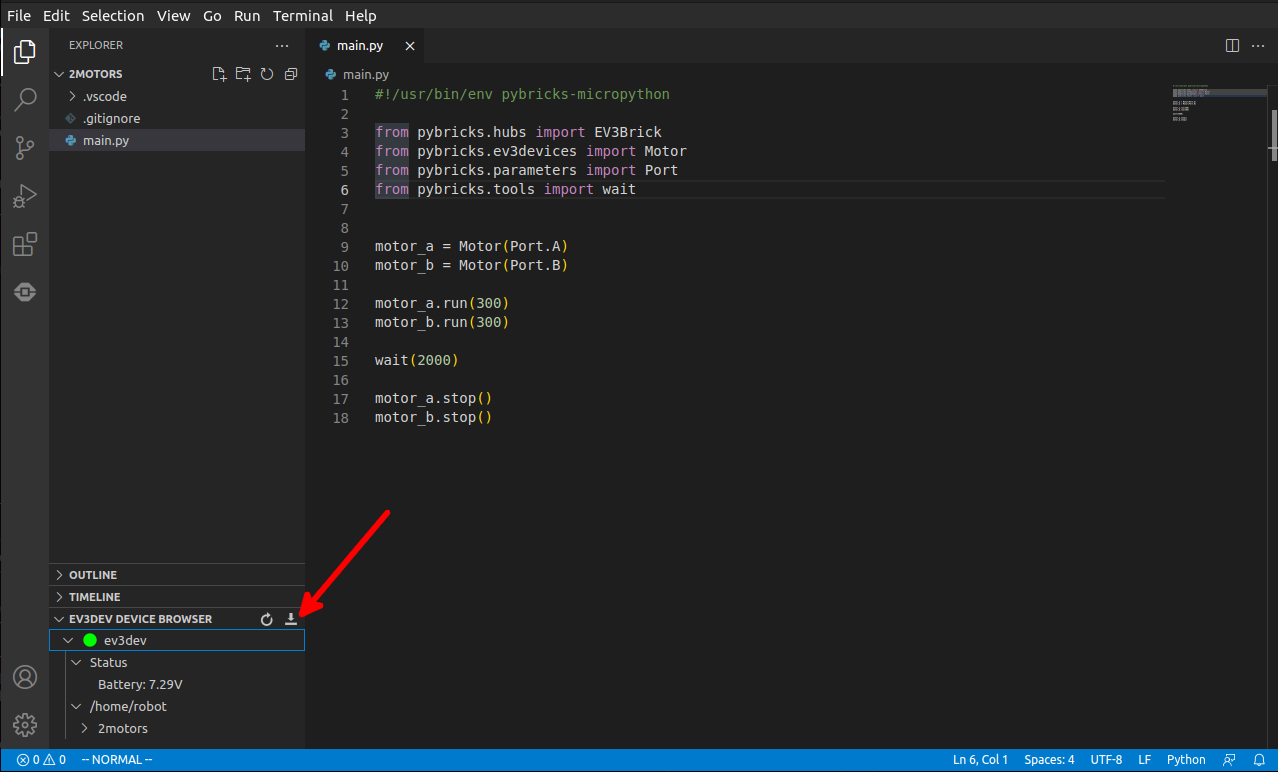 File Edit Selection View Go Run Terminal Help
EXPLORER
2MOTORS
.vscode
.gitignore
main.py
OUTLINE
TIMELINE
EV3DEV DEVICE BROWSER
ev3dev
Status
Battery: 7.29V
/home/robot
2motors
main.py
main.py
1 #!/usr/bin/env pybricks-micropython
2
3 from pybricks.hubs import EV3Brick
4 from pybricks.ev3devices import Motor
5 from pybricks.parameters import Port
6 from pybricks.tools import wait
7
8
9 motor_a = Motor(Port.A)
10 motor_b = Motor(Port.B)
11
12 motor_a.run(300)
13 motor_b.run(300)
14
15 wait(2000)
16
17 motor_a.stop()
18 motor_b.stop()
0 0 -- NORMAL -- Ln 6, Col 1 Spaces: 4 UTF-8 LF Python